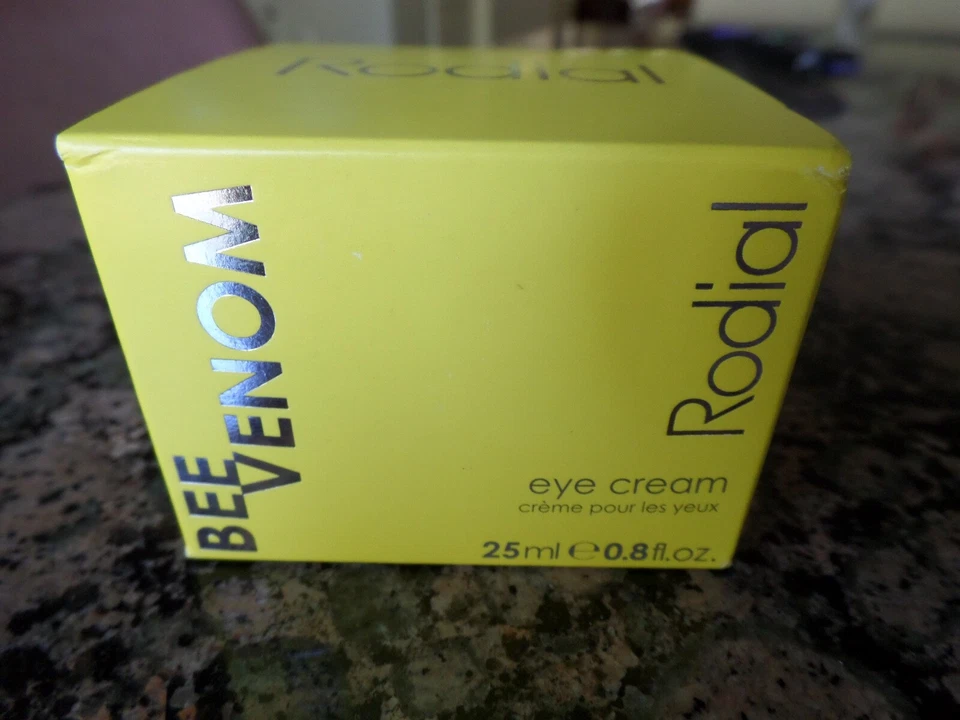 Rodial
BEE
VENOM
Rodial
eye cream
crème pour les yeux
25ml ℮ 0.8fl.oz.